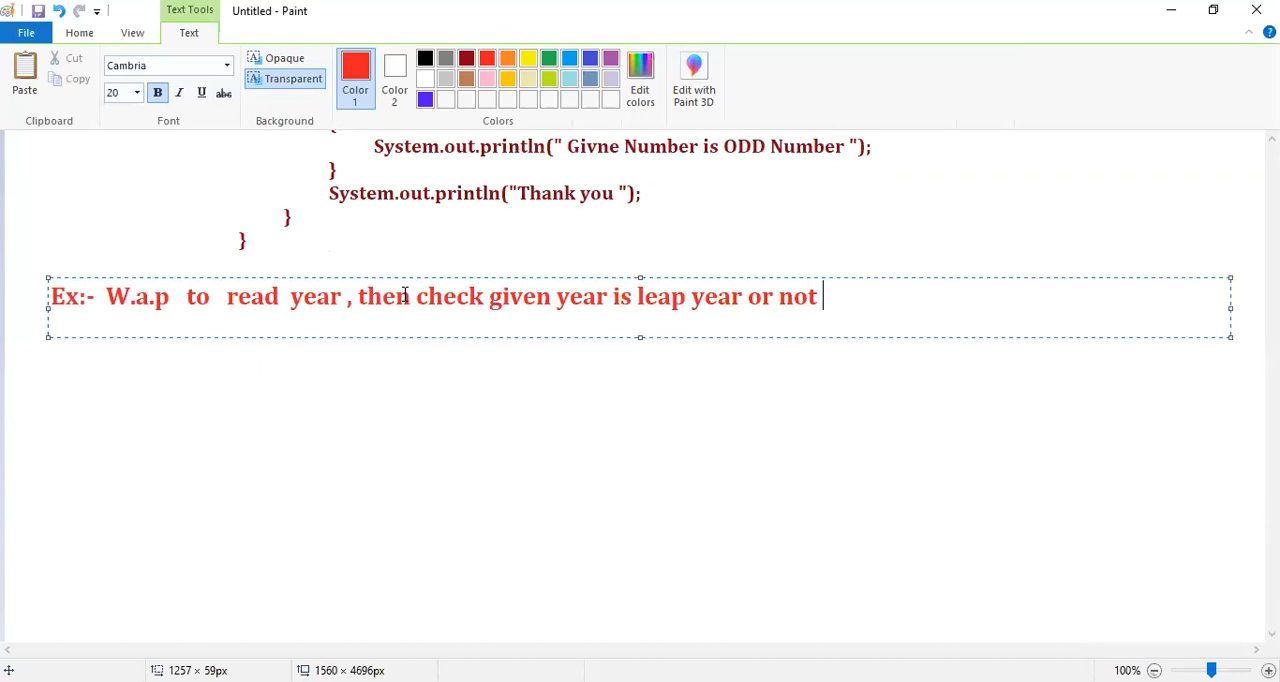 Text Tools
Untitled - Paint
File
Home
View
Text
Paste
Cut
Copy
Clipboard
Cambria
20
B
I
U
abc
Font
Opaque
Transparent
Background
Color 1
Color 2
Edit colors
Edit with Paint 3D
Colors
System.out.println(" Givne Number is ODD Number ");
}
System.out.println("Thank you ");
}
}
Ex:- W.a.p to read year , then check given year is leap year or not
1257 × 59px
1560 × 4696px
100%